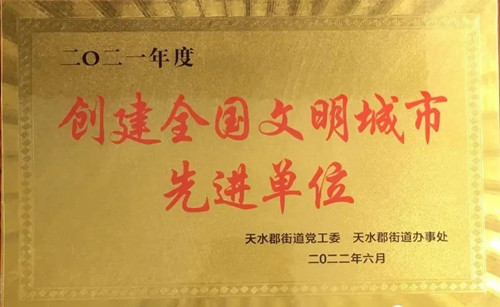 二〇二一年度
创建全国文明城市
先进单位
天水郡街道党工委 天水郡街道办事处
二〇二二年六月